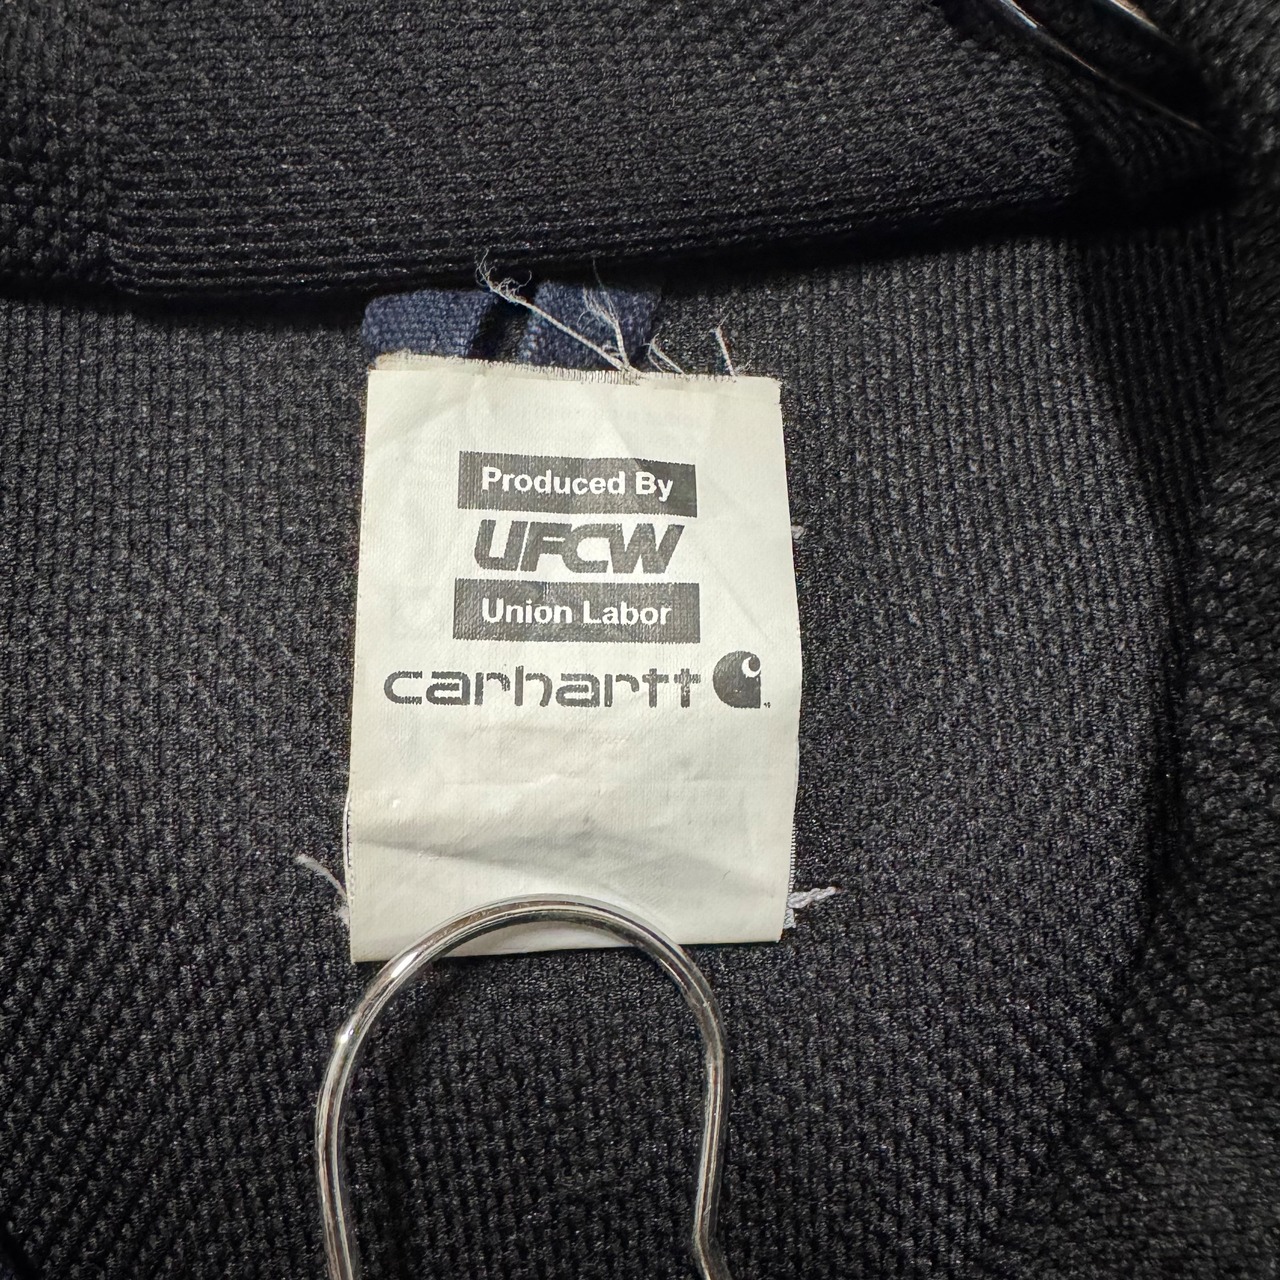 Produced By
UFCW
Union Labor
carhartt